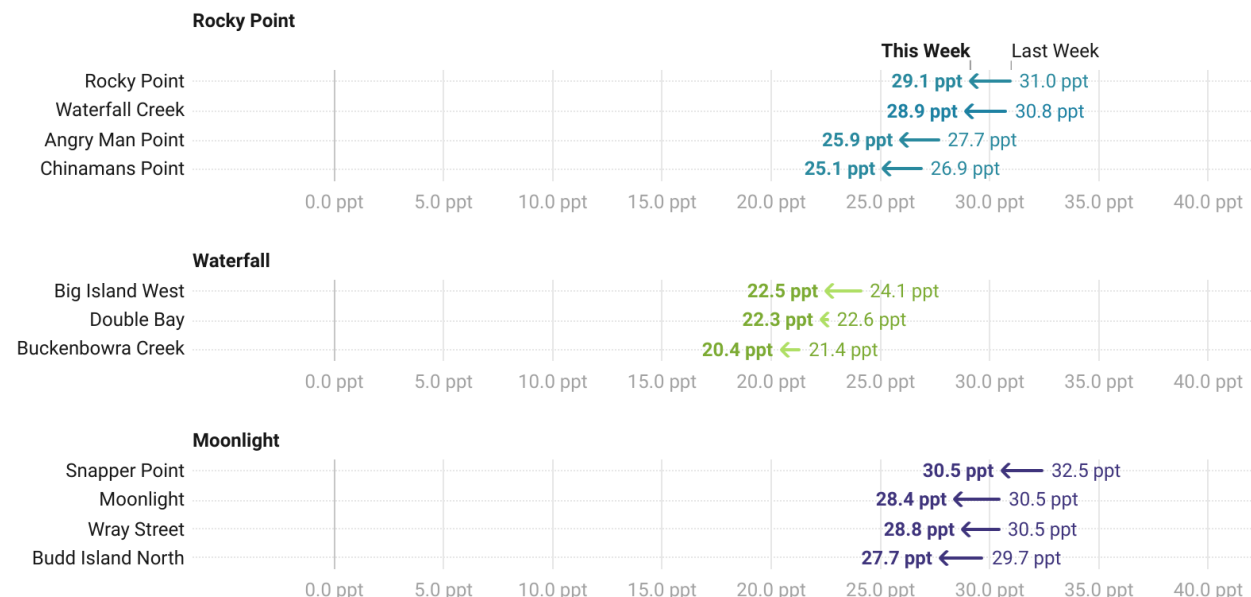 Rocky Point
This Week Last Week
Rocky Point 29.1 ppt 31.0 ppt
Waterfall Creek 28.9 ppt 30.8 ppt
Angry Man Point 25.9 ppt 27.7 ppt
Chinamans Point 25.1 ppt 26.9 ppt
0.0 ppt 5.0 ppt 10.0 ppt 15.0 ppt 20.0 ppt 25.0 ppt 30.0 ppt 35.0 ppt 40.0 ppt
Waterfall
Big Island West 22.5 ppt 24.1 ppt
Double Bay 22.3 ppt 22.6 ppt
Buckenbowra Creek 20.4 ppt 21.4 ppt
0.0 ppt 5.0 ppt 10.0 ppt 15.0 ppt 20.0 ppt 25.0 ppt 30.0 ppt 35.0 ppt 40.0 ppt
Moonlight
Snapper Point 30.5 ppt 32.5 ppt
Moonlight 28.4 ppt 30.5 ppt
Wray Street 28.8 ppt 30.5 ppt
Budd Island North 27.7 ppt 29.7 ppt
0.0 ppt 5.0 ppt 10.0 ppt 15.0 ppt 20.0 ppt 25.0 ppt 30.0 ppt 35.0 ppt 40.0 ppt